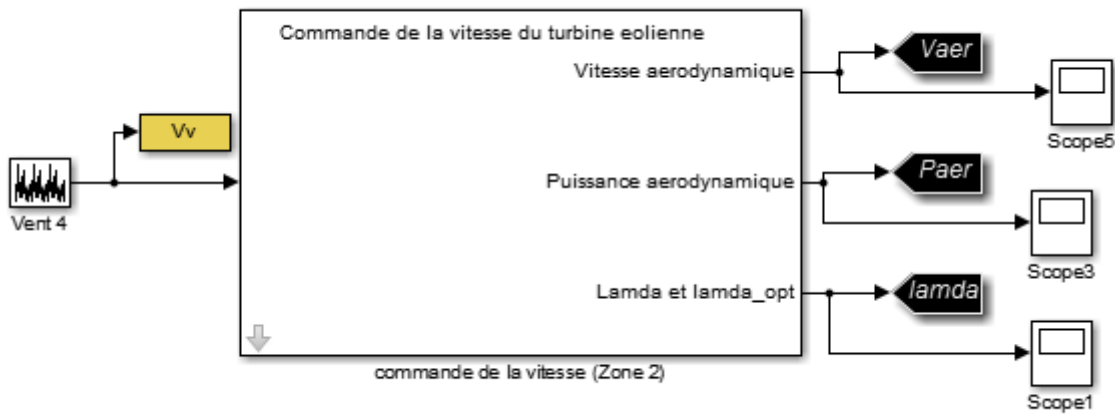 Commande de la vitesse du turbine eolienne
Vitesse aerodynamique
Vaer
Scope5
Vv
Vent 4
Puissance aerodynamique
Paer
Scope3
Lamda et lamda_opt
lamda
Scope1
commande de la vitesse (Zone 2)